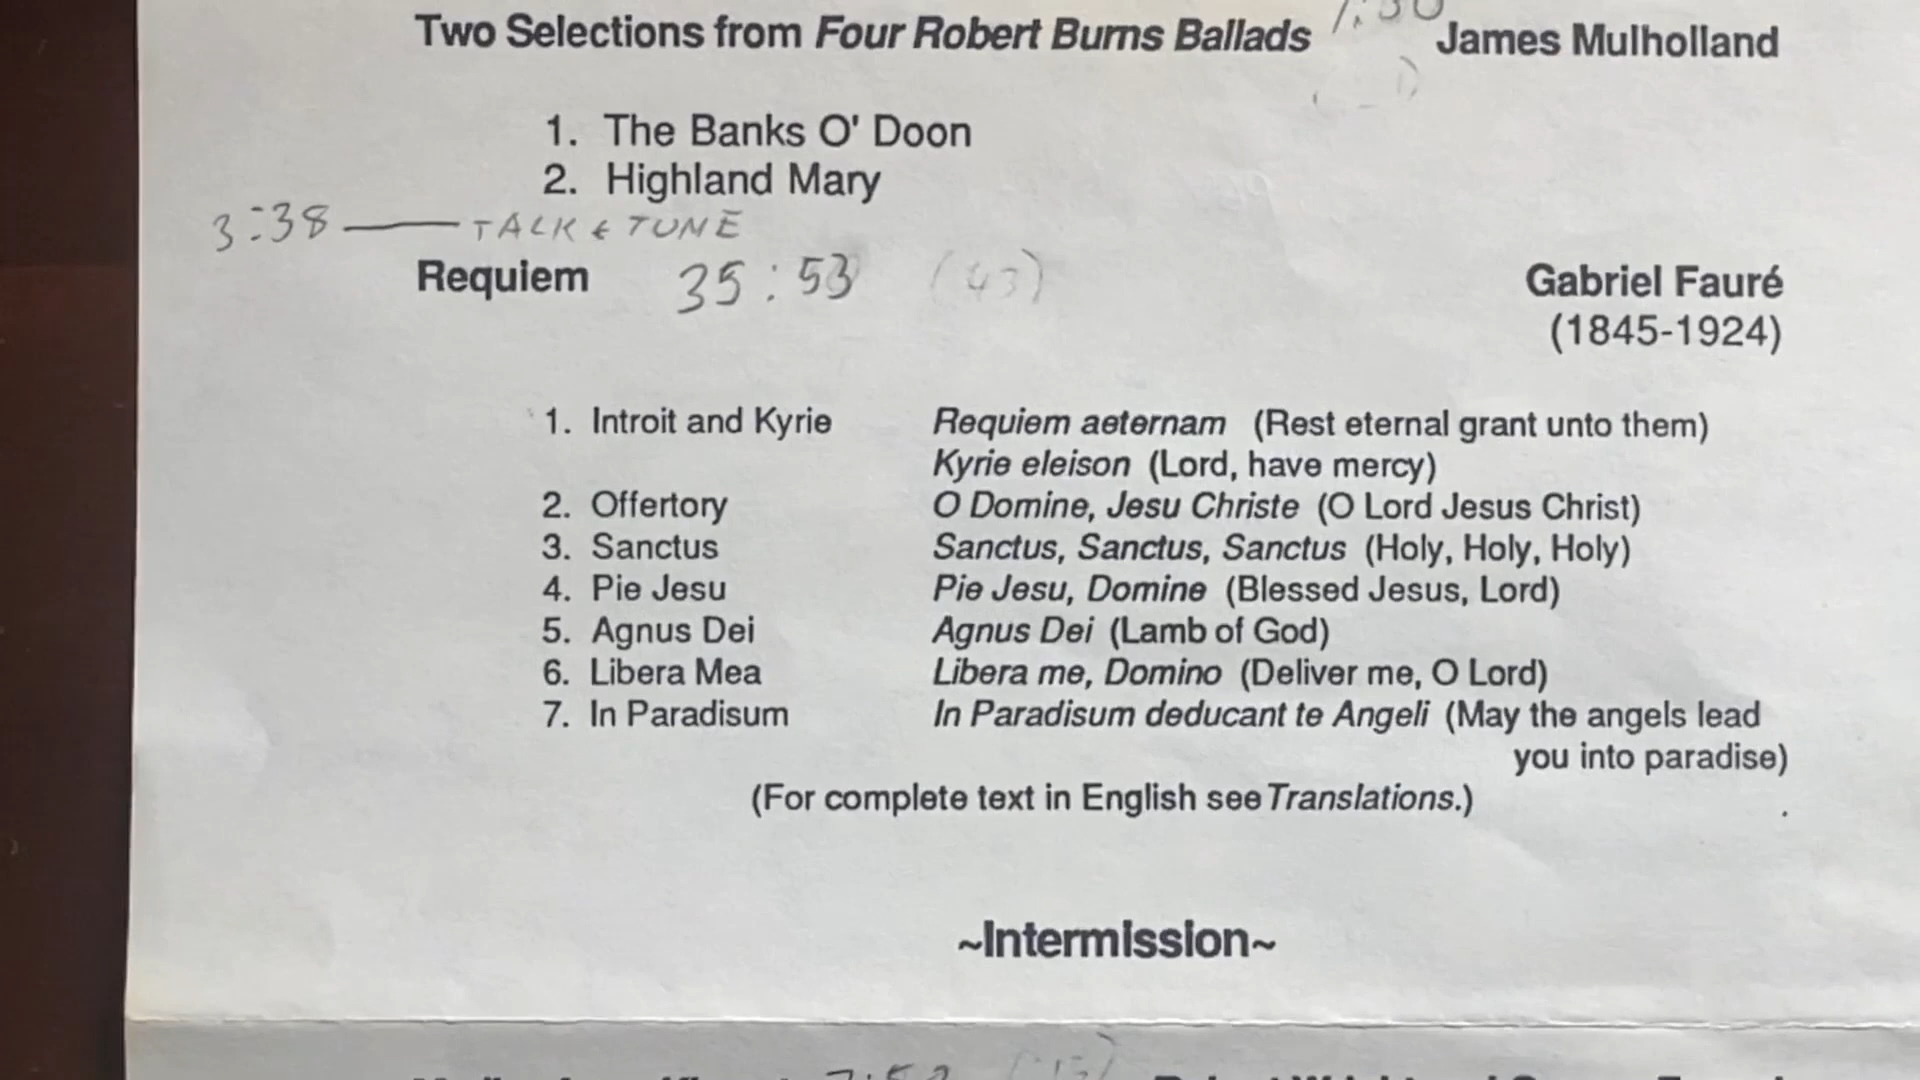 Two Selections from Four Robert Burns Ballads James Mulholland
1. The Banks O' Doon
2. Highland Mary
3:38 — TALK & TUNE
Requiem 35:53 (43) Gabriel Fauré
(1845-1924)
1. Introit and Kyrie Requiem aeternam (Rest eternal grant unto them)
Kyrie eleison (Lord, have mercy)
2. Offertory O Domine, Jesu Christe (O Lord Jesus Christ)
3. Sanctus Sanctus, Sanctus, Sanctus (Holy, Holy, Holy)
4. Pie Jesu Pie Jesu, Domine (Blessed Jesus, Lord)
5. Agnus Dei Agnus Dei (Lamb of God)
6. Libera Mea Libera me, Domino (Deliver me, O Lord)
7. In Paradisum In Paradisum deducant te Angeli (May the angels lead
you into paradise)
(For complete text in English see Translations.)
~Intermission~